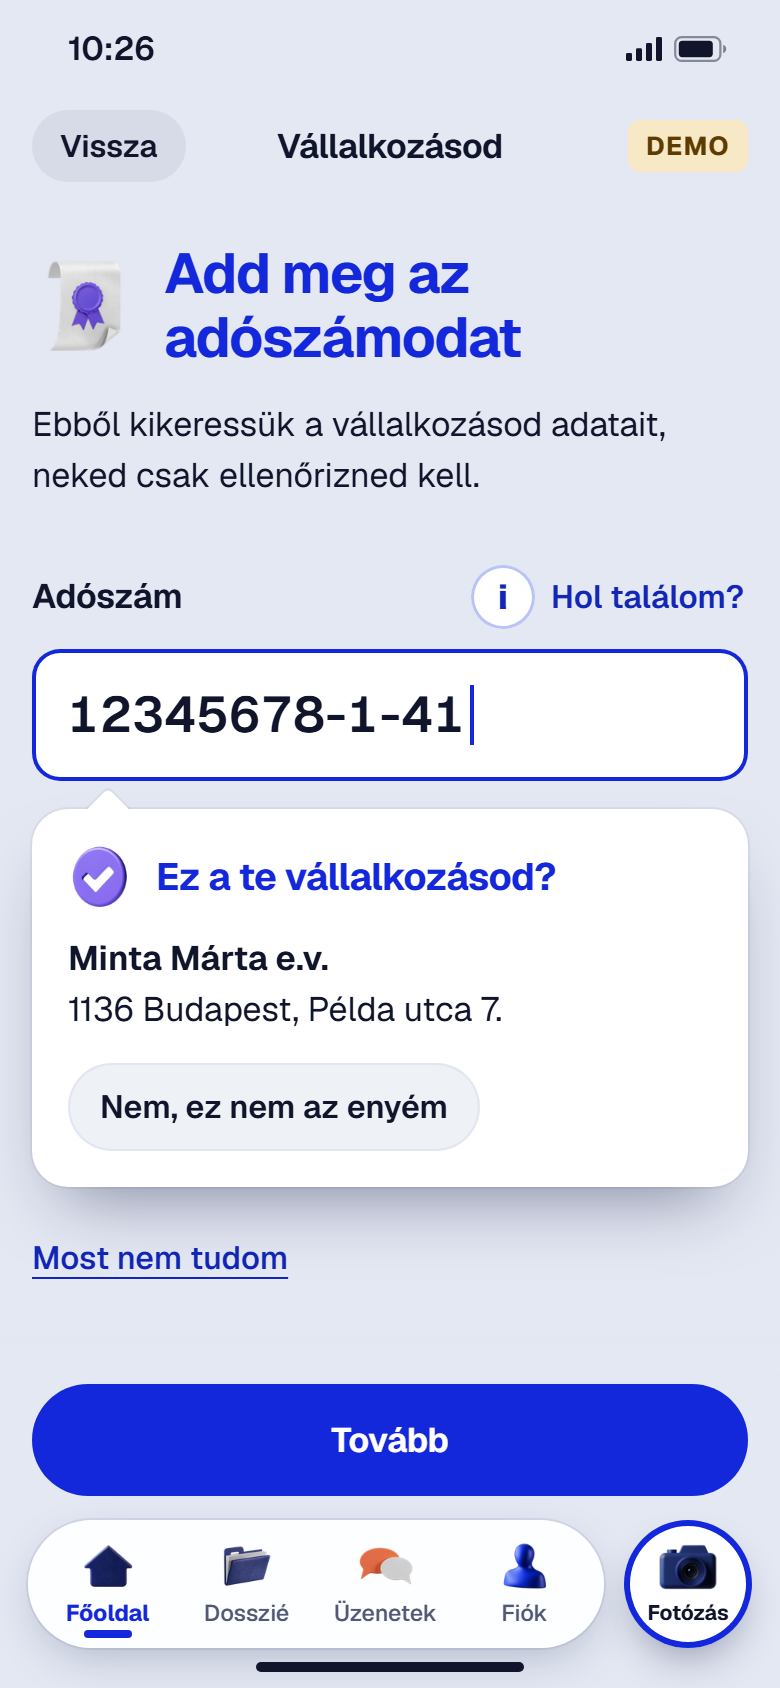 10:26
Vissza
Vállalkozásod
DEMO
Add meg az
adószámodat
Ebből kikeressük a vállalkozásod adatait,
neked csak ellenőrizned kell.
Adószám
i
Hol találom?
12345678-1-41
Ez a te vállalkozásod?
Minta Márta e.v.
1136 Budapest, Példa utca 7.
Nem, ez nem az enyém
Most nem tudom
Tovább
Főoldal
Dosszié
Üzenetek
Fiók
Fotózás